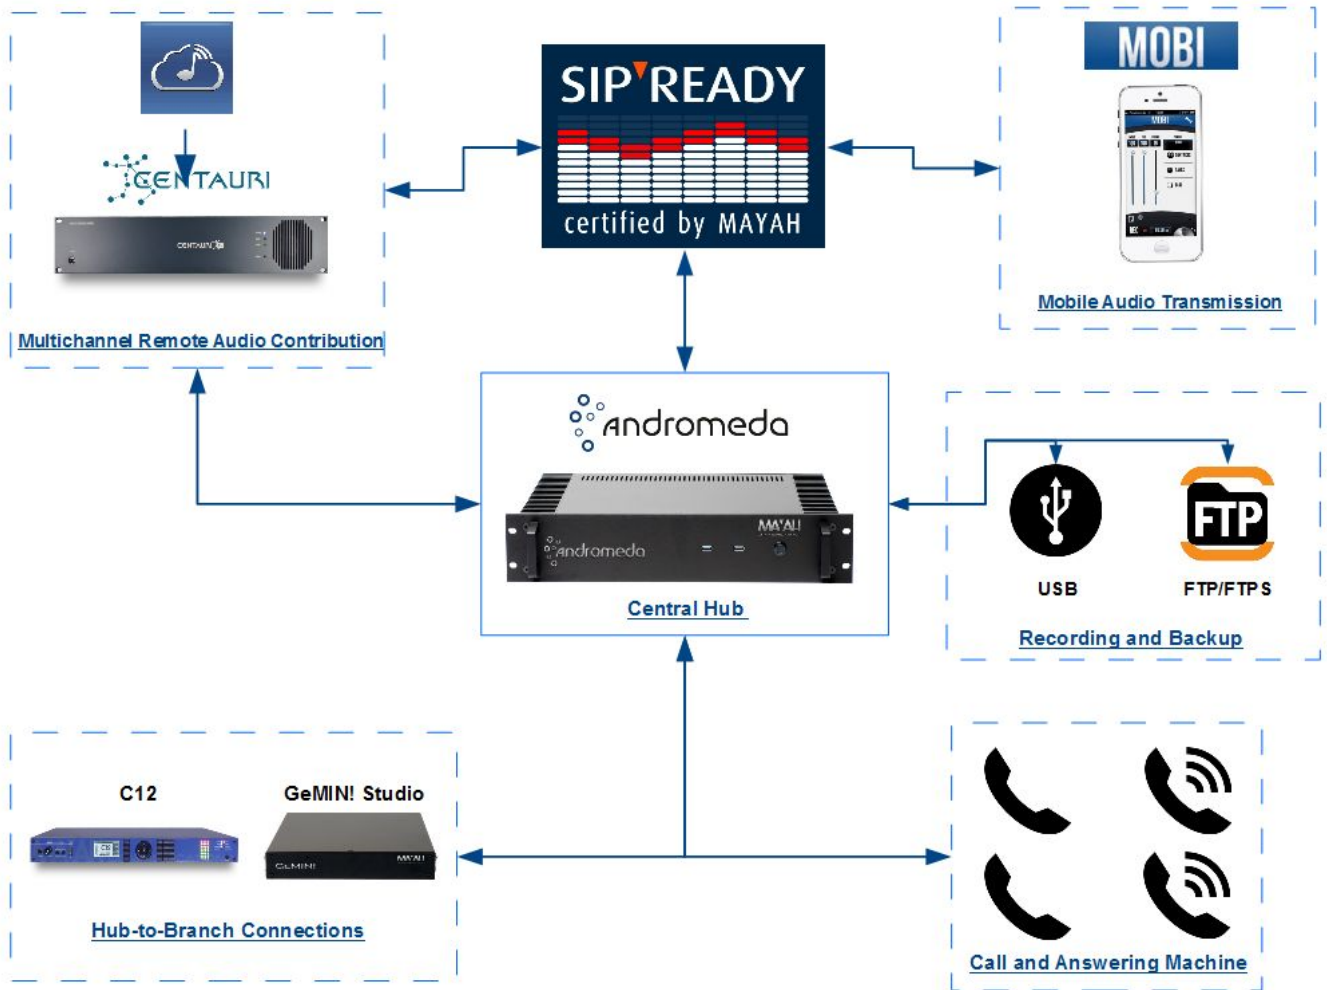 MOBI
SIP READY
certified by MAYAH
MOBI
CENTAURI
CENTAURI
Mobile Audio Transmission
Multichannel Remote Audio Contribution
Andromeda
MAYAH
Andromeda
Central Hub
FTP
USB
FTP/FTPS
Recording and Backup
C12
GeMIN! Studio
GEMINI
MAYAH
Hub-to-Branch Connections
Call and Answering Machine